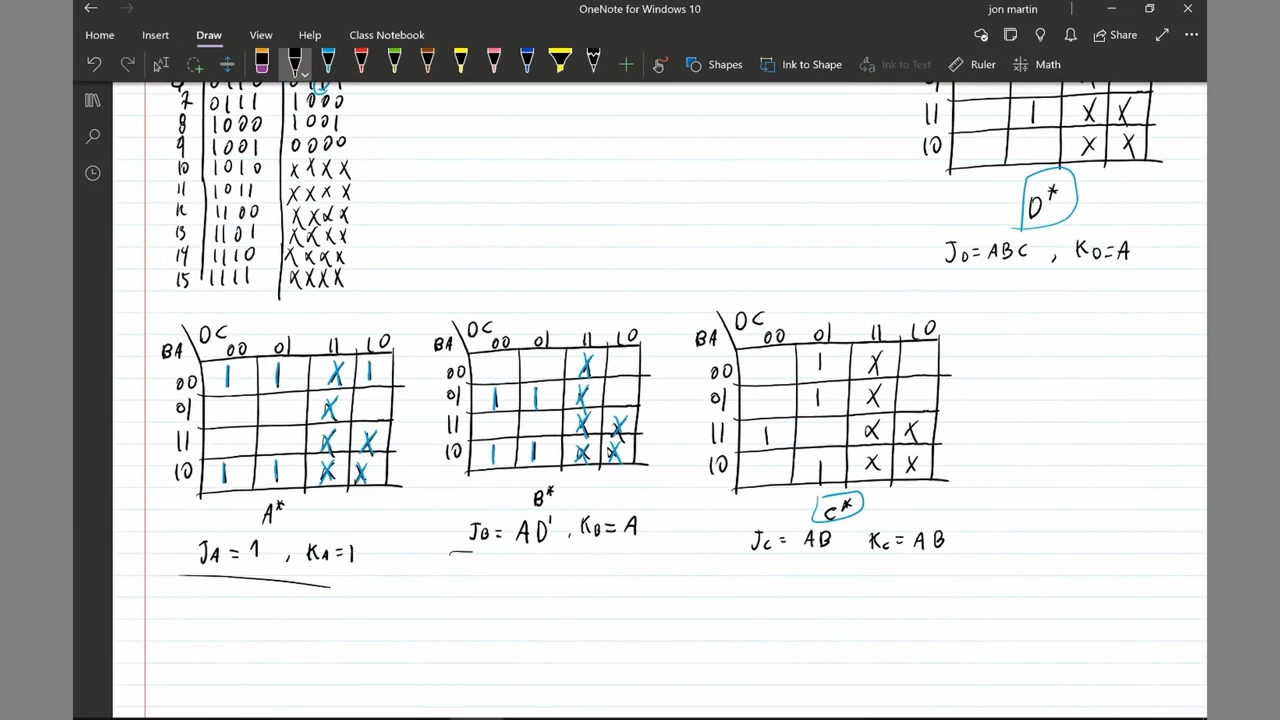 OneNote for Windows 10
jon martin
Home Insert Draw View Help Class Notebook
Share
Shapes Ink to Shape Ink to Text Ruler Math
7 0111 1000
8 1000 1001
9 1001 0000
10 1010 XXXX
11 1011 XXXX
12 1100 XXXX
13 1101 XXXX
14 1110 XXXX
15 1111 XXXX
11 1 X X
10 X X
D*
JD = ABC , KD = A
DC
BA 00 01 11 10
00 1 1 X 1
01 X
11 X X
10 1 1 X X
A*
JA = 1 , KA = 1
DC
BA 00 01 11 10
00 X
01 1 1 X
11 X X
10 1 1 X X
B*
JB = AD' , KB = A
DC
BA 00 01 11 10
00 1 X
01 1 X
11 1 X X
10 1 X X
C*
JC = AB KC = AB